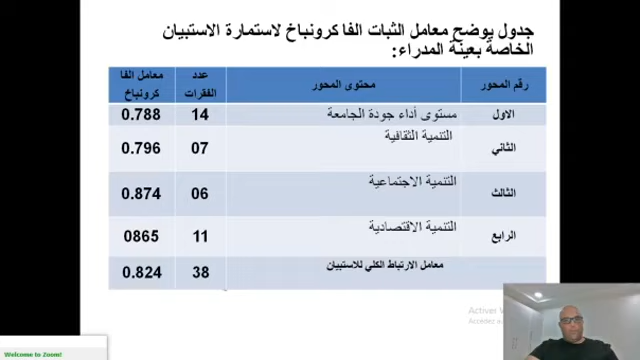 جدول يوضح معامل الثبات الفا كرونباخ لاستمارة الاستبيان
الخاصة بعينة المدراء:
رقم المحور محتوى المحور عدد الفقرات معامل الفا كرونباخ
الاول مستوى أداء جودة الجامعة 14 0.788
الثاني التنمية الثقافية 07 0.796
الثالث التنمية الاجتماعية 06 0.874
الرابع التنمية الاقتصادية 11 0865
معامل الارتباط الكلي للاستبيان 38 0.824
Activer
Accédez
Welcome to Zoom!